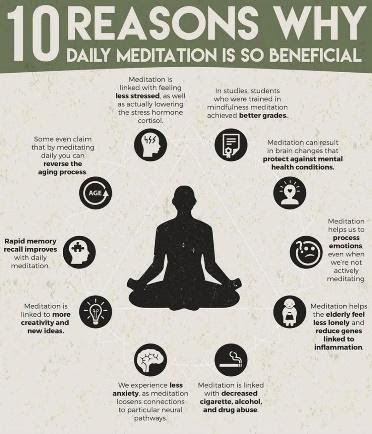 10 REASONS WHY
DAILY MEDITATION IS SO BENEFICIAL
Meditation is
linked with feeling
less stressed, as well
as actually lowering
the stress hormone
cortisol.
In studies, students
who were trained in
mindfulness meditation
achieved better grades.
Some even claim
that by meditating
daily you can
reverse the
aging process.
AGE
Meditation can result
in brain changes that
protect against mental
health conditions.
Rapid memory
recall improves
with daily
meditation.
Meditation
helps us to
process
emotions,
even when
we're not
actively
meditating.
Meditation is
linked to more
creativity and
new ideas.
Meditation helps
the elderly feel
less lonely and
reduce genes
linked to
inflammation.
We experience less
anxiety, as meditation
loosens connections
to particular neural
pathways.
Meditation is linked
with decreased
cigarette, alcohol,
and drug abuse.